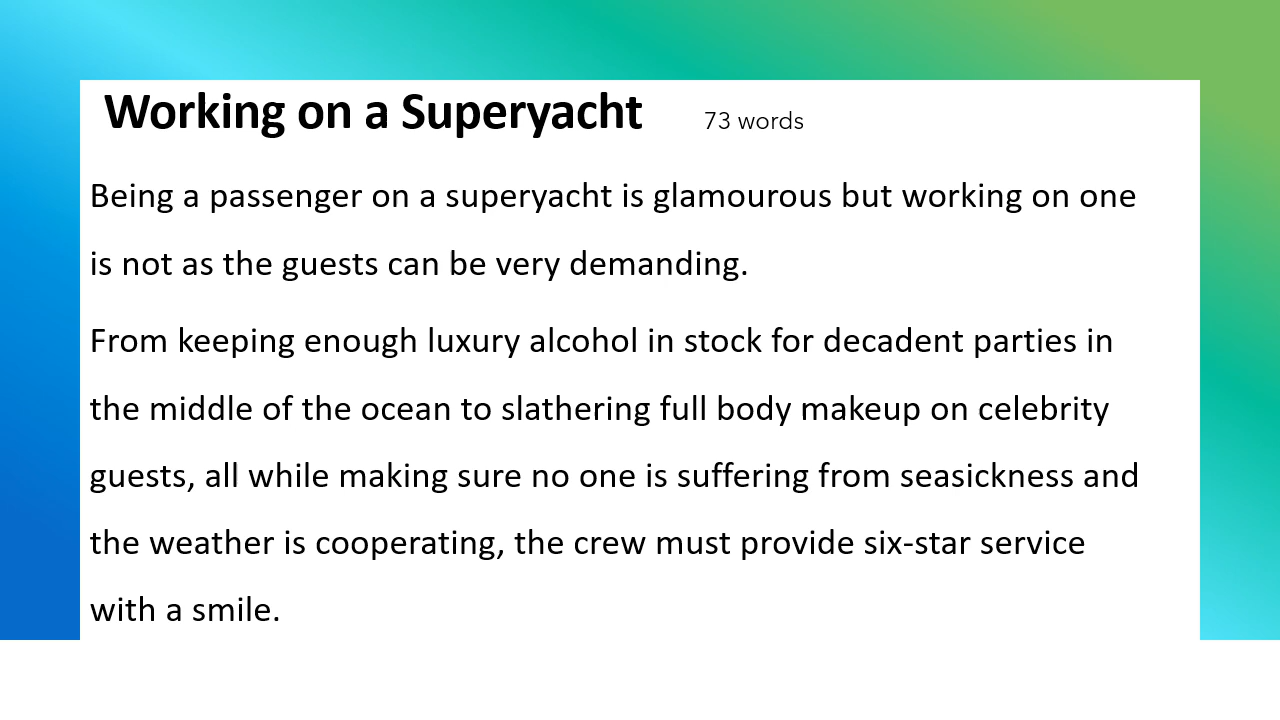 Working on a Superyacht 73 words
Being a passenger on a superyacht is glamourous but working on one
is not as the guests can be very demanding.
From keeping enough luxury alcohol in stock for decadent parties in
the middle of the ocean to slathering full body makeup on celebrity
guests, all while making sure no one is suffering from seasickness and
the weather is cooperating, the crew must provide six-star service
with a smile.